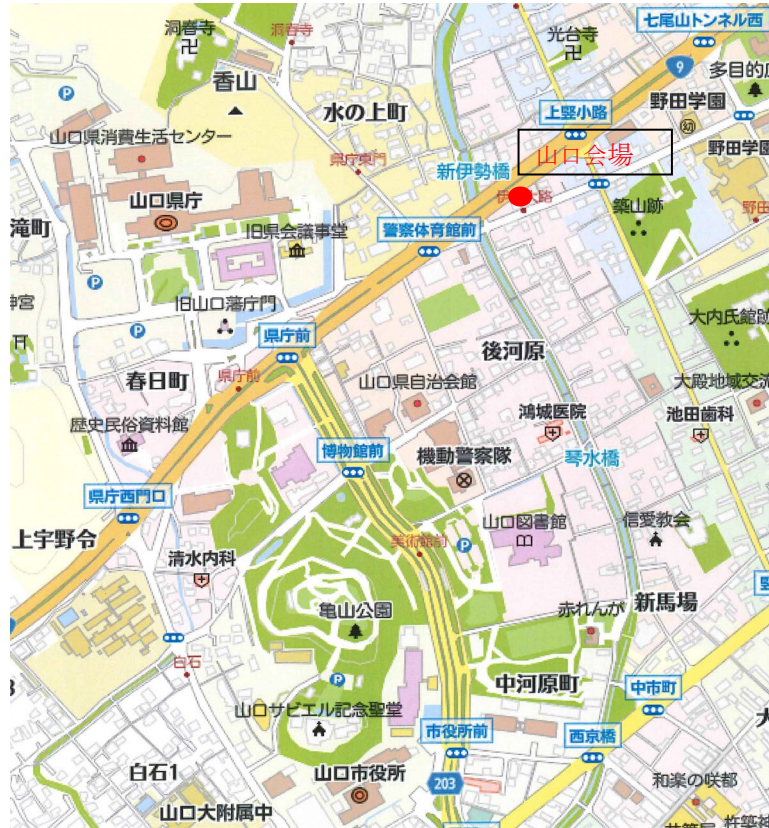 七尾山トンネル西
洞春寺
洞春寺
光台寺
9
香山
多目的広
水の上町
上竪小路
野田学園
幼
山口県消費生活センター
県庁東門
山口会場
野田学園
新伊勢橋
山口県庁
築山跡
野田
滝町
旧県会議事堂
警察体育館前
P
P
神宮
旧山口藩庁門
P
大内氏館跡
県庁前
後河原
春日町
県庁前
山口県自治会館
大殿地域交流
歴史民俗資料館
鴻城医院
池田歯科
博物館前
機動警察隊
琴水橋
県庁西門口
山口図書館
信愛教会
上宇野令
美術館前
P
清水内科
竪
亀山公園
赤れんが
新馬場
白石
P
中河原町
中市町
山口サビエル記念聖堂
市役所前
西京橋
白石1
山口市役所
203
和楽の咲都
山口大附属中
杵築神